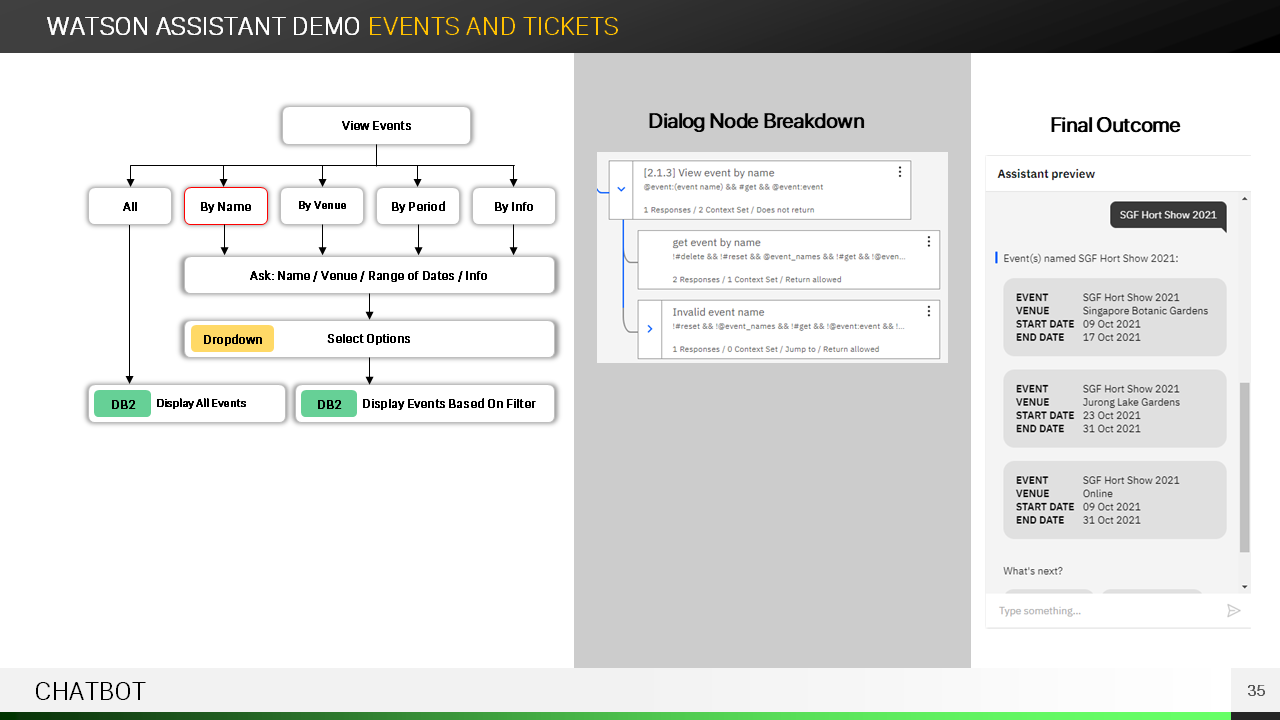 WATSON ASSISTANT DEMO EVENTS AND TICKETS
View Events
All
By Name
By Venue
By Period
By Info
Ask: Name / Venue / Range of Dates / Info
Dropdown
Select Options
DB2
Display All Events
DB2
Display Events Based On Filter
Dialog Node Breakdown
[2.1.3] View event by name
@event:(event name) && #get && @event:event
1 Responses / 2 Context Set / Does not return
get event by name
!#delete && !#reset && @event_names && !#get && !@even...
2 Responses / 1 Context Set / Return allowed
Invalid event name
!#reset && !@event_names && !#get && !@event:event && !...
1 Responses / 0 Context Set / Jump to / Return allowed
Final Outcome
Assistant preview
SGF Hort Show 2021
Event(s) named SGF Hort Show 2021:
EVENT SGF Hort Show 2021
VENUE Singapore Botanic Gardens
START DATE 09 Oct 2021
END DATE 17 Oct 2021
EVENT SGF Hort Show 2021
VENUE Jurong Lake Gardens
START DATE 23 Oct 2021
END DATE 31 Oct 2021
EVENT SGF Hort Show 2021
VENUE Online
START DATE 09 Oct 2021
END DATE 31 Oct 2021
What's next?
Type something...
CHATBOT
35